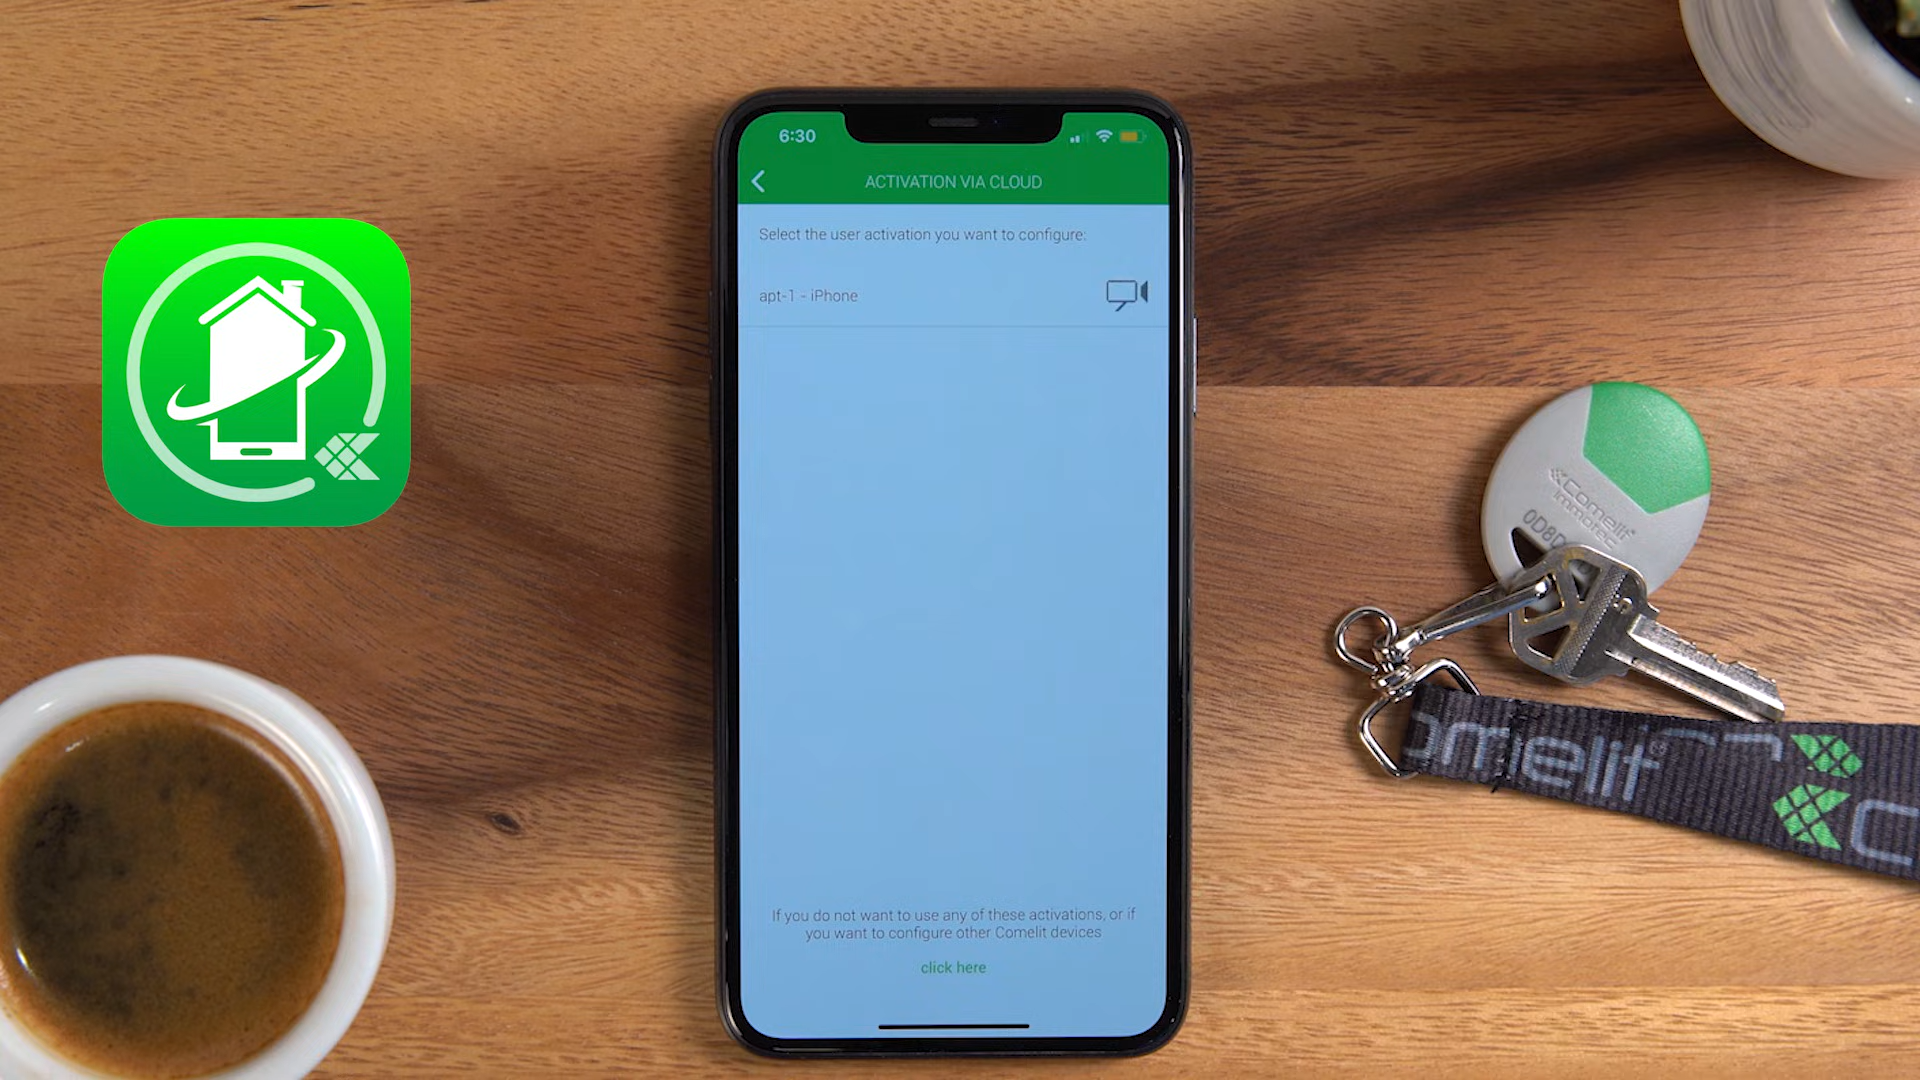 6:30
ACTIVATION VIA CLOUD
Select the user activation you want to configure:
apt-1 - iPhone
If you do not want to use any of these activations, or if
you want to configure other Comelit devices
click here
Comelit
Immotec
0D8D
omelit
C